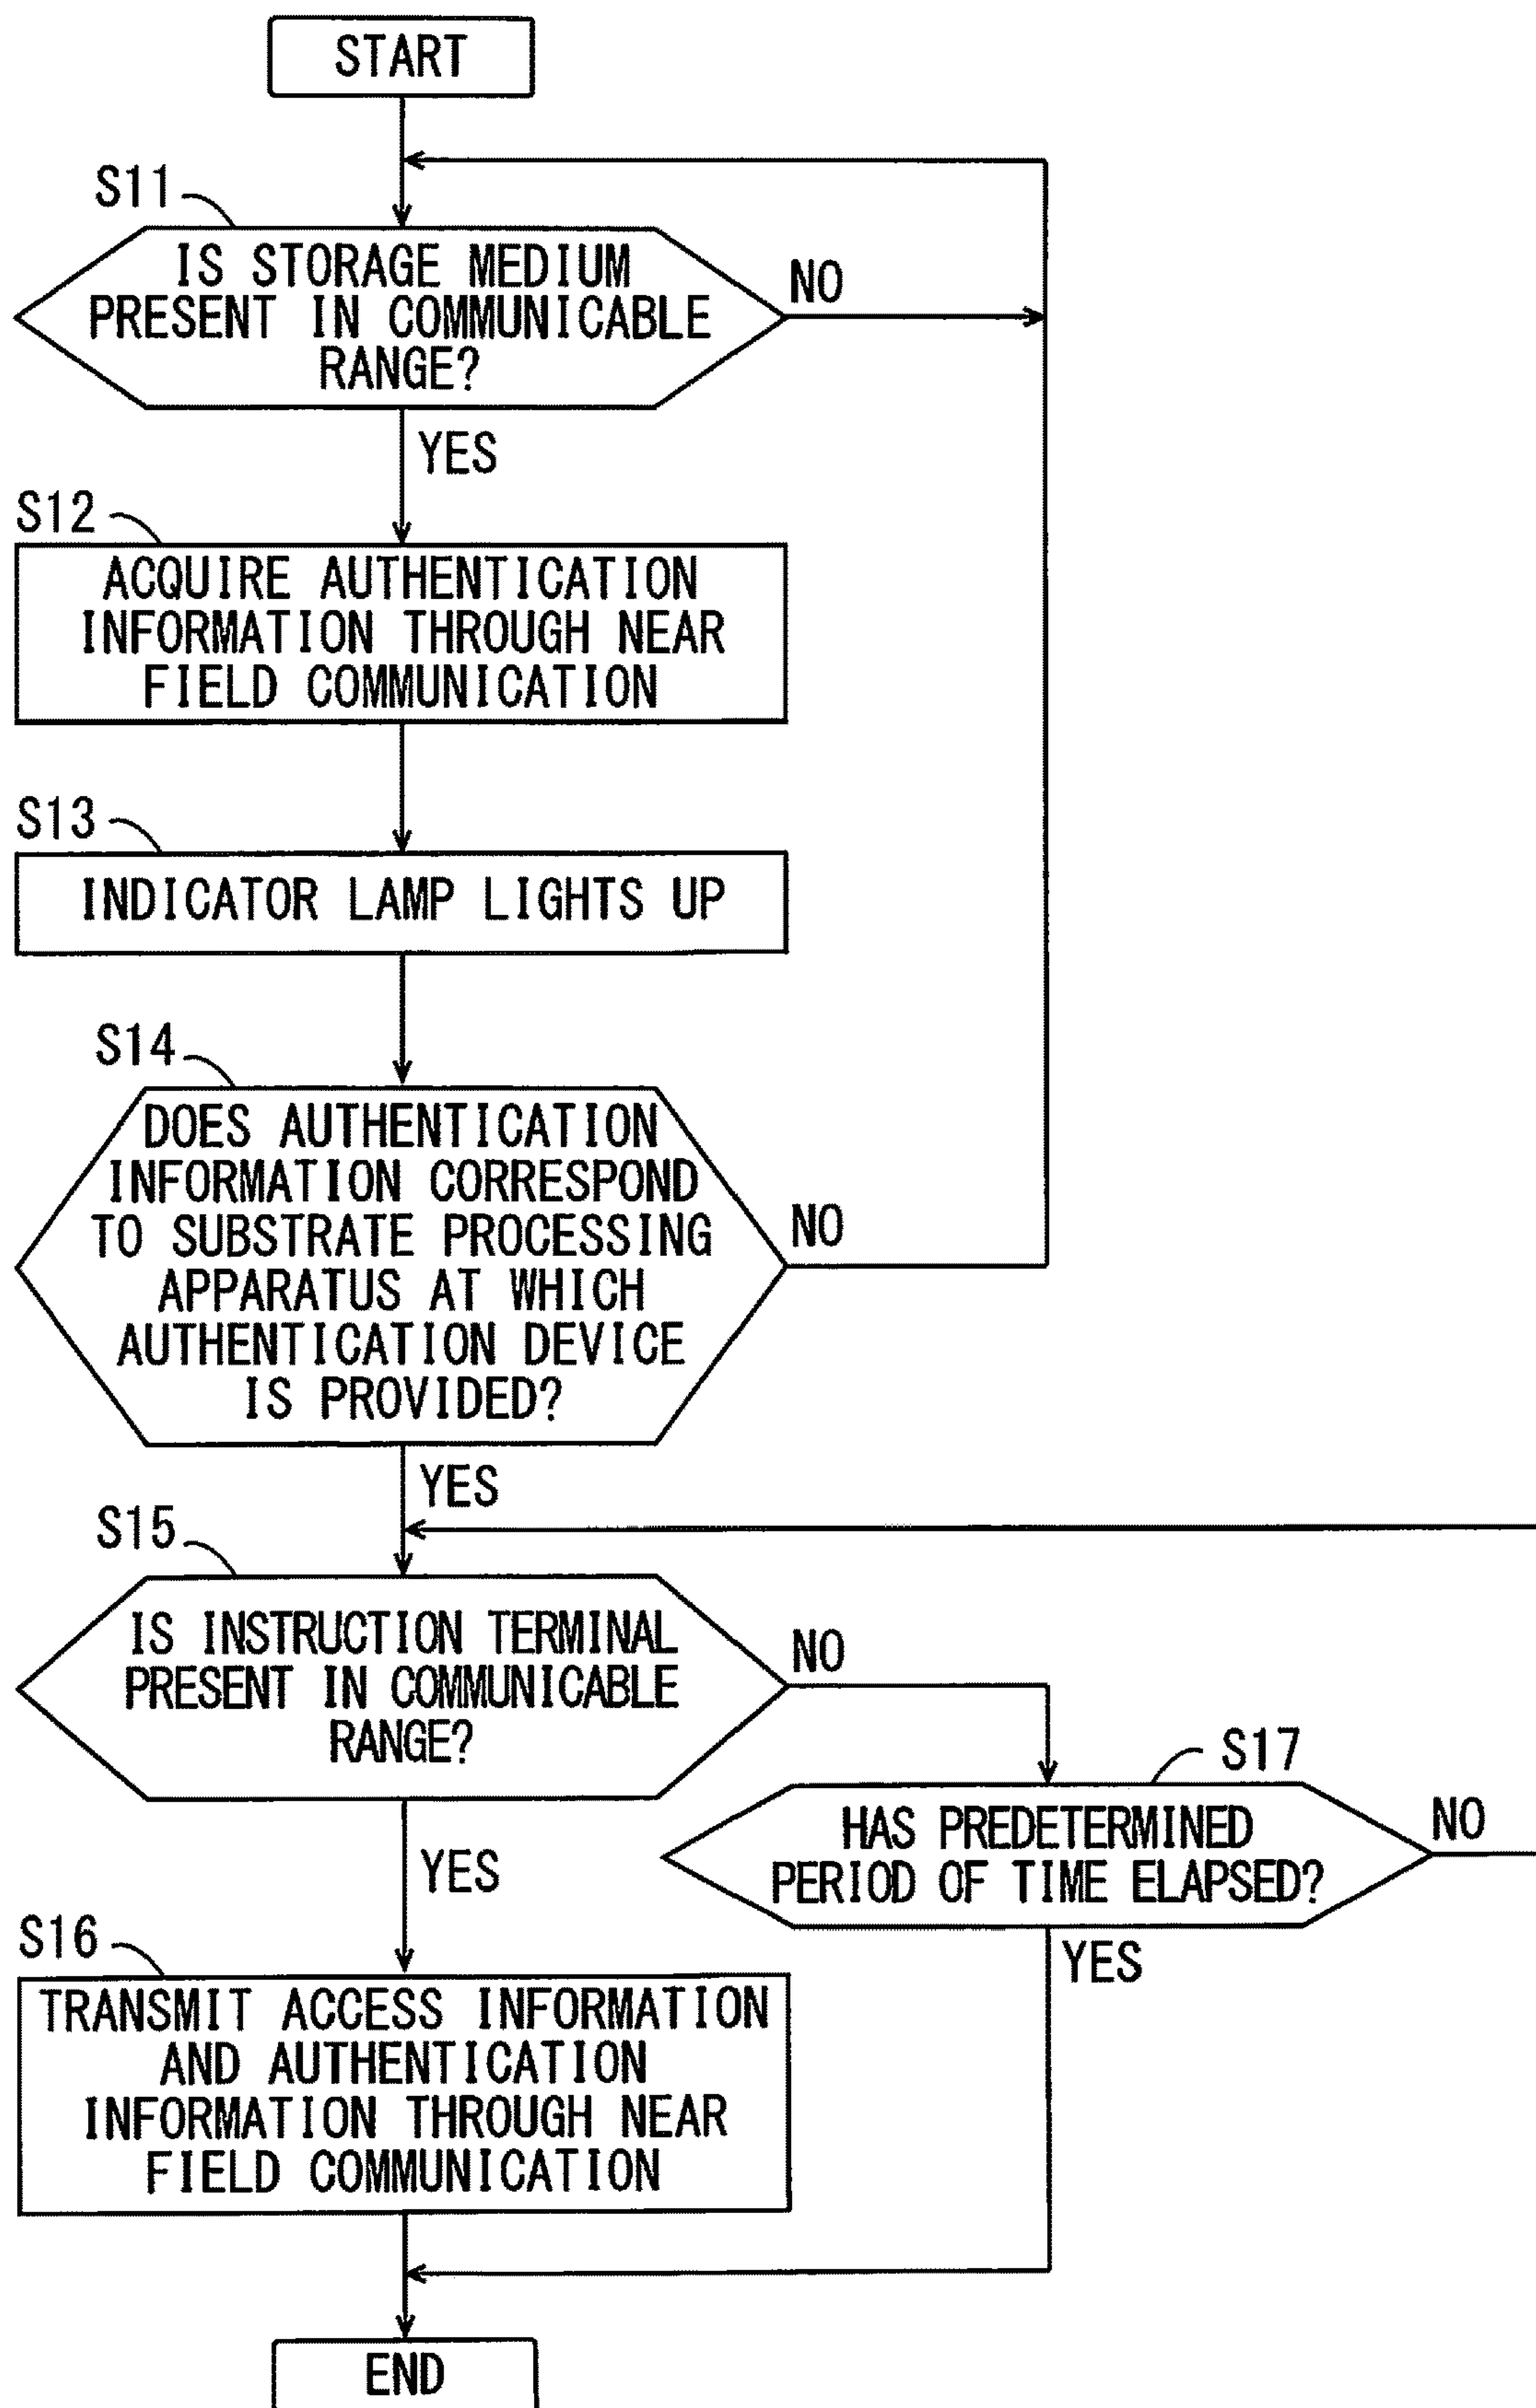 START
S11
IS STORAGE MEDIUM
PRESENT IN COMMUNICABLE
RANGE?
NO
YES
S12
ACQUIRE AUTHENTICATION
INFORMATION THROUGH NEAR
FIELD COMMUNICATION
S13
INDICATOR LAMP LIGHTS UP
S14
DOES AUTHENTICATION
INFORMATION CORRESPOND
TO SUBSTRATE PROCESSING
APPARATUS AT WHICH
AUTHENTICATION DEVICE
IS PROVIDED?
NO
YES
S15
IS INSTRUCTION TERMINAL
PRESENT IN COMMUNICABLE
RANGE?
NO
S17
HAS PREDETERMINED
PERIOD OF TIME ELAPSED?
NO
YES
YES
S16
TRANSMIT ACCESS INFORMATION
AND AUTHENTICATION
INFORMATION THROUGH NEAR
FIELD COMMUNICATION
END